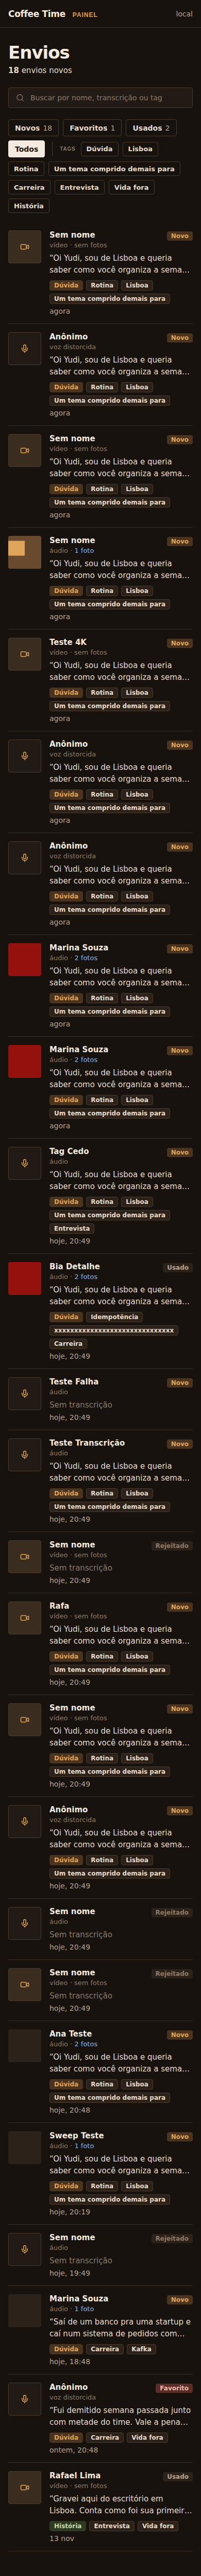 Coffee Time PAINEL local
Envios
18 envios novos
Buscar por nome, transcrição ou tag
Novos 18 Favoritos 1 Usados 2
Todos TAGS Dúvida Lisboa
Rotina Um tema comprido demais para
Carreira Entrevista Vida fora
História
Sem nome Novo
vídeo · sem fotos
“Oi Yudi, sou de Lisboa e queria
saber como você organiza a sema…
Dúvida Rotina Lisboa
Um tema comprido demais para
agora
Anônimo Novo
voz distorcida
“Oi Yudi, sou de Lisboa e queria
saber como você organiza a sema…
Dúvida Rotina Lisboa
Um tema comprido demais para
agora
Sem nome Novo
vídeo · sem fotos
“Oi Yudi, sou de Lisboa e queria
saber como você organiza a sema…
Dúvida Rotina Lisboa
Um tema comprido demais para
agora
Sem nome Novo
áudio · 1 foto
“Oi Yudi, sou de Lisboa e queria
saber como você organiza a sema…
Dúvida Rotina Lisboa
Um tema comprido demais para
agora
Teste 4K Novo
vídeo · sem fotos
“Oi Yudi, sou de Lisboa e queria
saber como você organiza a sema…
Dúvida Rotina Lisboa
Um tema comprido demais para
agora
Anônimo Novo
voz distorcida
“Oi Yudi, sou de Lisboa e queria
saber como você organiza a sema…
Dúvida Rotina Lisboa
Um tema comprido demais para
agora
Anônimo Novo
voz distorcida
“Oi Yudi, sou de Lisboa e queria
saber como você organiza a sema…
Dúvida Rotina Lisboa
Um tema comprido demais para
agora
Marina Souza Novo
áudio · 2 fotos
“Oi Yudi, sou de Lisboa e queria
saber como você organiza a sema…
Dúvida Rotina Lisboa
Um tema comprido demais para
agora
Marina Souza Novo
áudio · 2 fotos
“Oi Yudi, sou de Lisboa e queria
saber como você organiza a sema…
Dúvida Rotina Lisboa
Um tema comprido demais para
agora
Tag Cedo Novo
áudio
“Oi Yudi, sou de Lisboa e queria
saber como você organiza a sema…
Dúvida Rotina Lisboa
Um tema comprido demais para
Entrevista
hoje, 20:49
Bia Detalhe Usado
áudio · 2 fotos
“Oi Yudi, sou de Lisboa e queria
saber como você organiza a sema…
Dúvida Idempotência
Carreira
hoje, 20:49
Teste Falha Novo
áudio
Sem transcrição
hoje, 20:49
Teste Transcrição Novo
áudio
“Oi Yudi, sou de Lisboa e queria
saber como você organiza a sema…
Dúvida Rotina Lisboa
Um tema comprido demais para
hoje, 20:49
Sem nome Rejeitado
vídeo · sem fotos
Sem transcrição
hoje, 20:49
Rafa Novo
vídeo · sem fotos
“Oi Yudi, sou de Lisboa e queria
saber como você organiza a sema…
Dúvida Rotina Lisboa
Um tema comprido demais para
hoje, 20:49
Sem nome Novo
vídeo · sem fotos
“Oi Yudi, sou de Lisboa e queria
saber como você organiza a sema…
Dúvida Rotina Lisboa
Um tema comprido demais para
hoje, 20:49
Anônimo Novo
voz distorcida
“Oi Yudi, sou de Lisboa e queria
saber como você organiza a sema…
Dúvida Rotina Lisboa
Um tema comprido demais para
hoje, 20:49
Sem nome Rejeitado
áudio
Sem transcrição
hoje, 20:49
Sem nome Rejeitado
vídeo · sem fotos
Sem transcrição
hoje, 20:49
Ana Teste Novo
áudio · 2 fotos
“Oi Yudi, sou de Lisboa e queria
saber como você organiza a sema…
Dúvida Rotina Lisboa
Um tema comprido demais para
hoje, 20:48
Sweep Teste Novo
áudio · 1 foto
“Oi Yudi, sou de Lisboa e queria
saber como você organiza a sema…
Dúvida Rotina Lisboa
Um tema comprido demais para
hoje, 20:19
Sem nome Rejeitado
áudio
Sem transcrição
hoje, 19:49
Marina Souza Novo
áudio · 1 foto
“Saí de um banco pra uma startup e
caí num sistema de pedidos com…
Dúvida Carreira Kafka
hoje, 18:48
Anônimo Favorito
voz distorcida
“Fui demitido semana passada junto
com metade do time. Vale a pena…
Dúvida Carreira Vida fora
ontem, 20:48
Rafael Lima Usado
vídeo · sem fotos
“Gravei aqui do escritório em
Lisboa. Conta como foi sua primeir…
História Entrevista Vida fora
13 nov